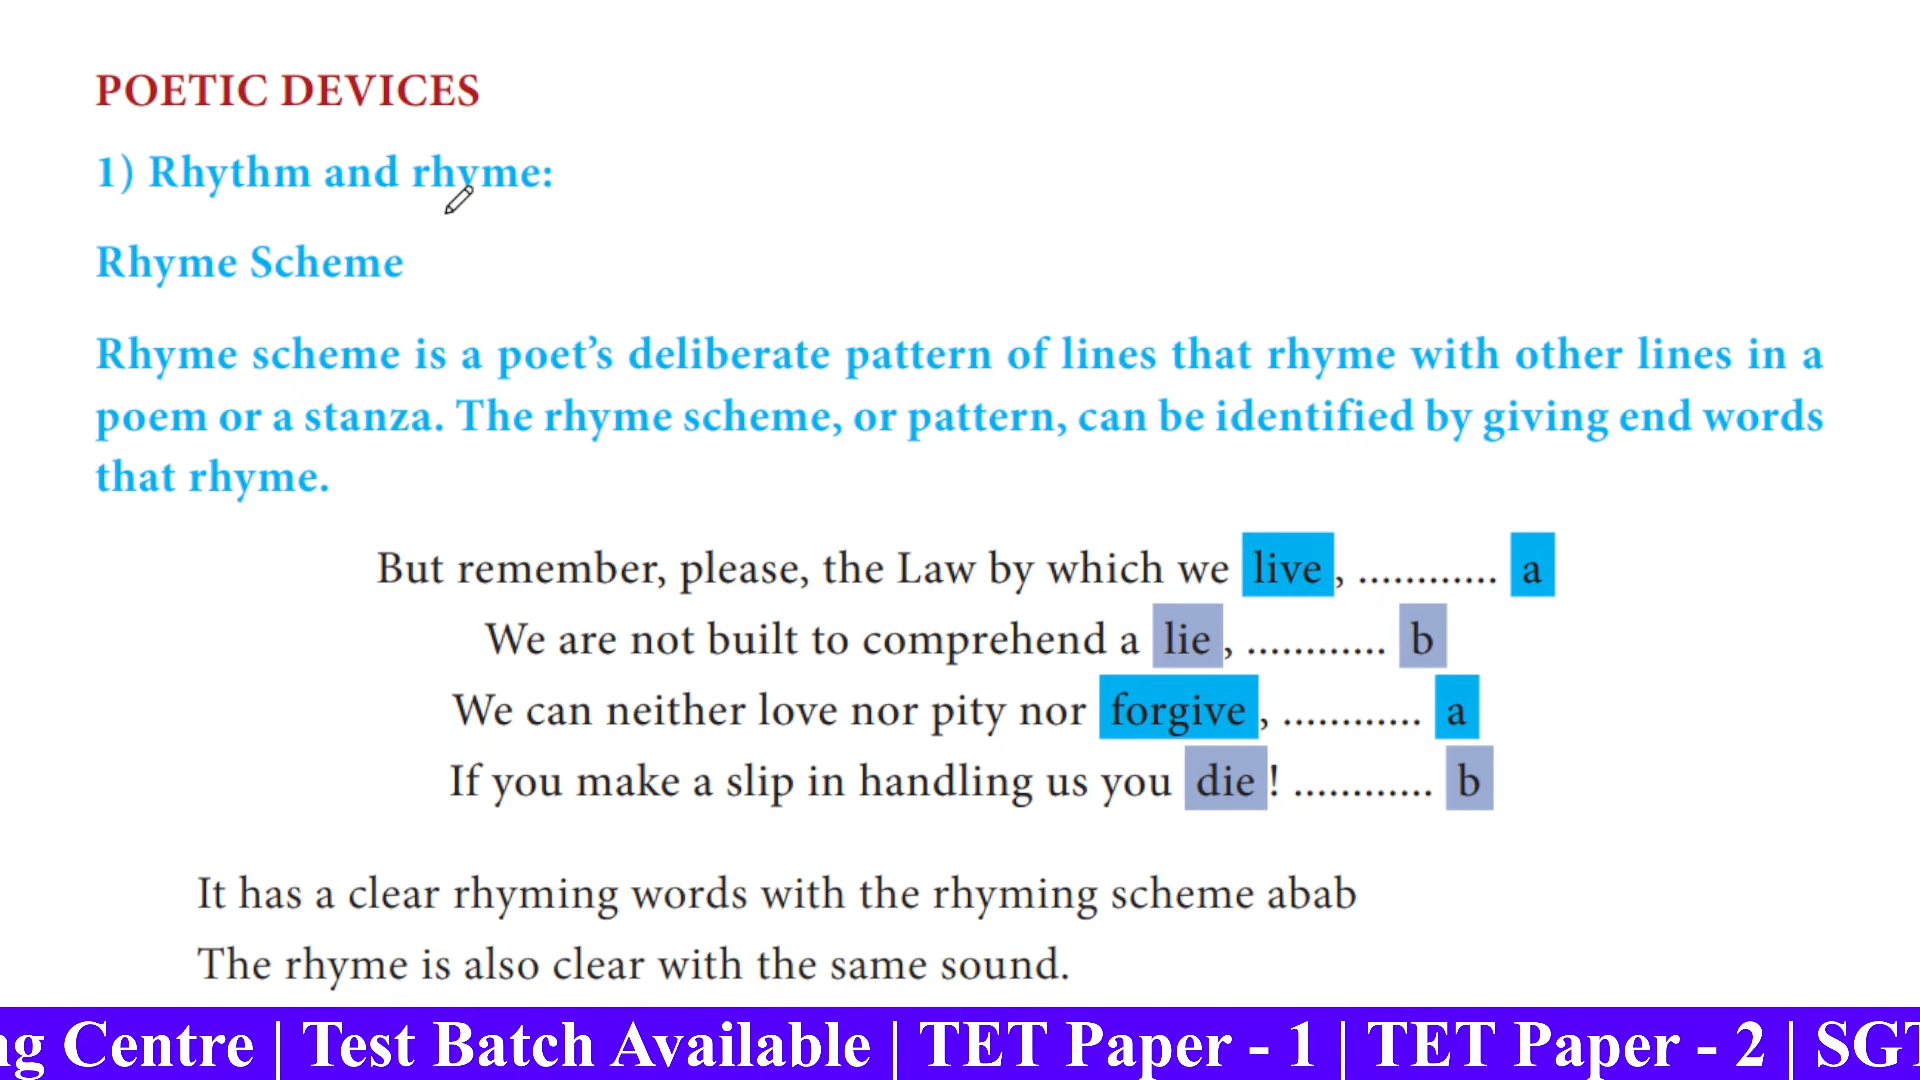 POETIC DEVICES
1) Rhythm and rhyme:
Rhyme Scheme
Rhyme scheme is a poet’s deliberate pattern of lines that rhyme with other lines in a
poem or a stanza. The rhyme scheme, or pattern, can be identified by giving end words
that rhyme.
But remember, please, the Law by which we live, ............ a
We are not built to comprehend a lie, ............ b
We can neither love nor pity nor forgive, ............ a
If you make a slip in handling us you die! ............ b
It has a clear rhyming words with the rhyming scheme abab
The rhyme is also clear with the same sound.
ng Centre | Test Batch Available | TET Paper - 1 | TET Paper - 2 | SGT